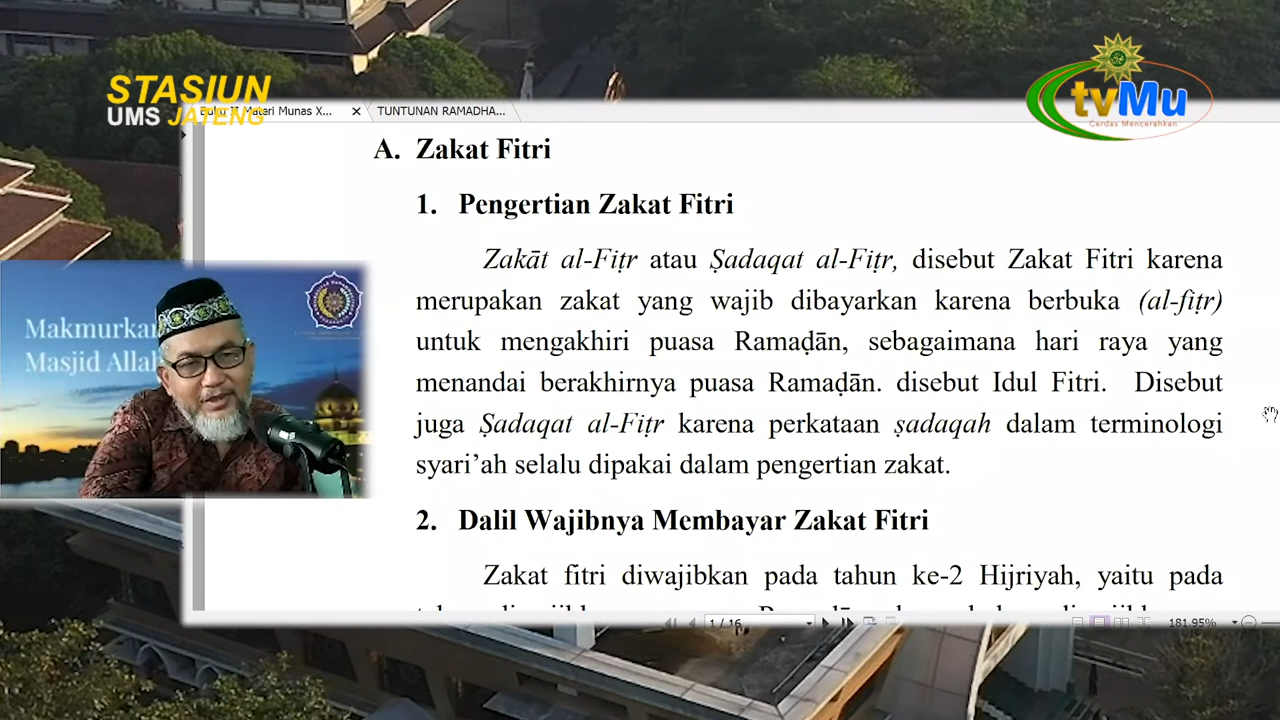 STASIUN
UMS JATENG
tvMu
Cerdas Mencerahkan
Materi Munas X...
TUNTUNAN RAMADHA...
A. Zakat Fitri
1. Pengertian Zakat Fitri
Zakāt al-Fiṭr atau Ṣadaqat al-Fiṭr, disebut Zakat Fitri karena
merupakan zakat yang wajib dibayarkan karena berbuka (al-fiṭr)
untuk mengakhiri puasa Ramaḍān, sebagaimana hari raya yang
menandai berakhirnya puasa Ramaḍān. disebut Idul Fitri. Disebut
juga Ṣadaqat al-Fiṭr karena perkataan ṣadaqah dalam terminologi
syari’ah selalu dipakai dalam pengertian zakat.
2. Dalil Wajibnya Membayar Zakat Fitri
Zakat fitri diwajibkan pada tahun ke-2 Hijriyah, yaitu pada
Makmurkan
Masjid Allah
1 / 16
181.95%